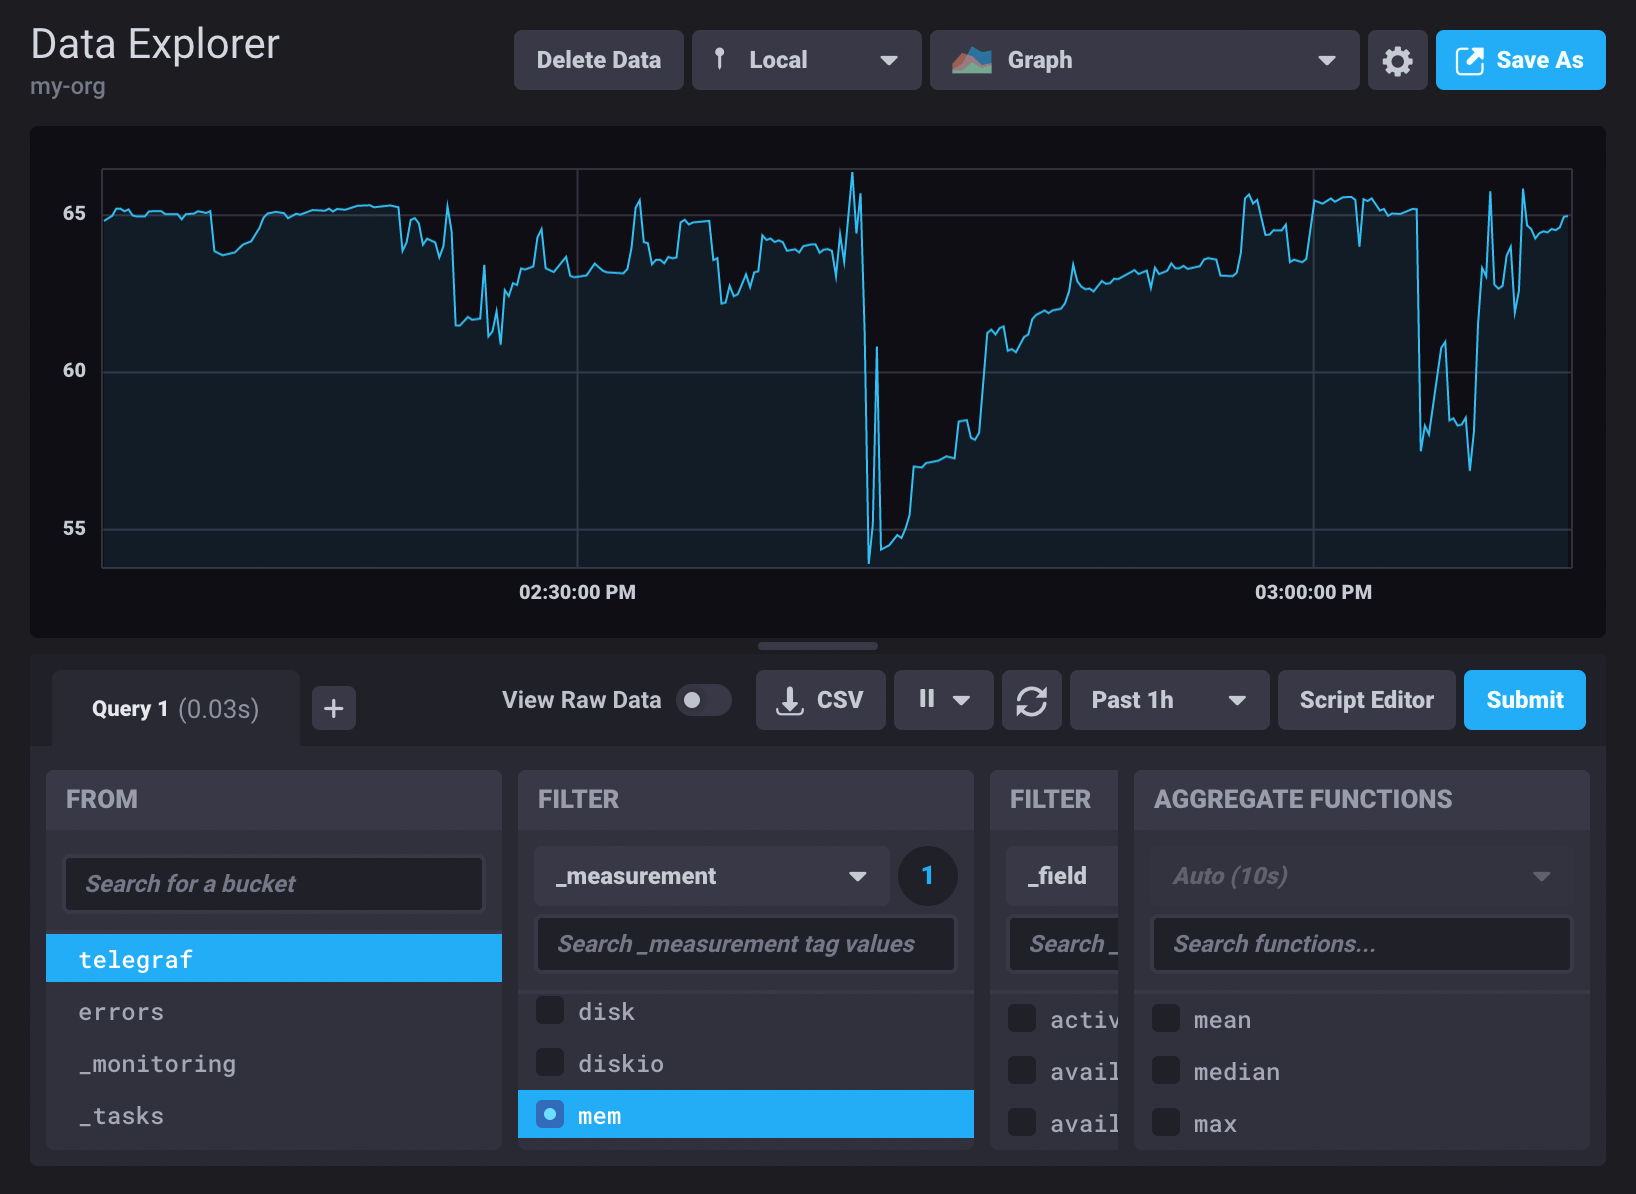 Data Explorer
my-org
Delete Data
Local
Graph
Save As
65
60
55
02:30:00 PM
03:00:00 PM
Query 1 (0.03s)
+
View Raw Data
CSV
Past 1h
Script Editor
Submit
FROM
Search for a bucket
telegraf
errors
_monitoring
_tasks
FILTER
_measurement
1
Search _measurement tag values
disk
diskio
mem
FILTER
_field
Search _
activ
avail
avail
AGGREGATE FUNCTIONS
Auto (10s)
Search functions...
mean
median
max